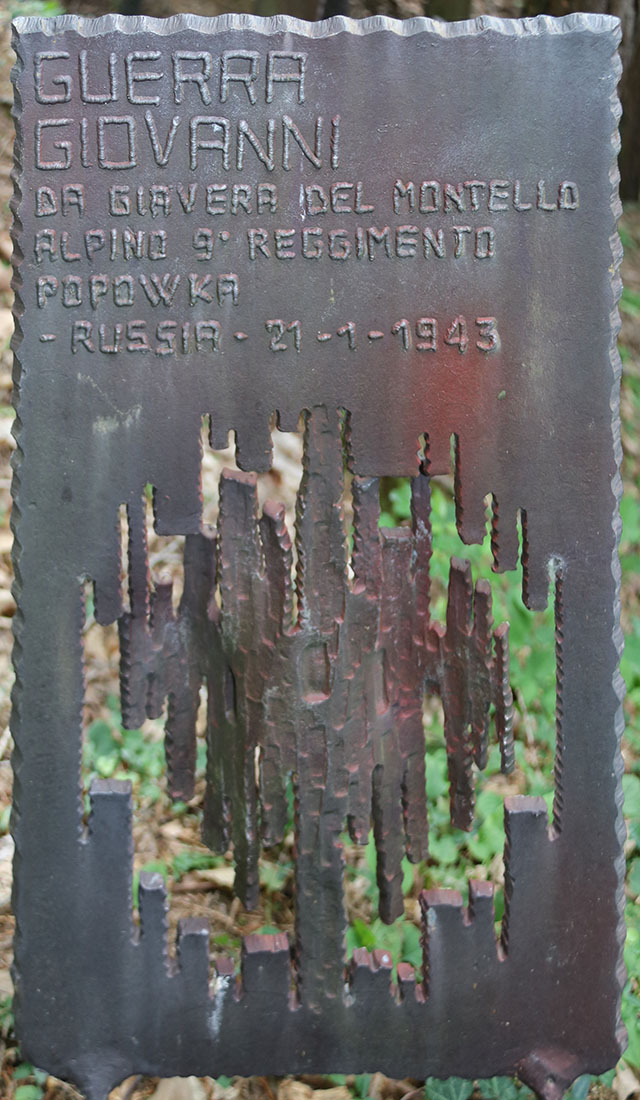 GUERRA
GIOVANNI
DA GIAVERA DEL MONTELLO
ALPINO 9° REGGIMENTO
POPOWKA
- RUSSIA - 21 - 1 - 1943